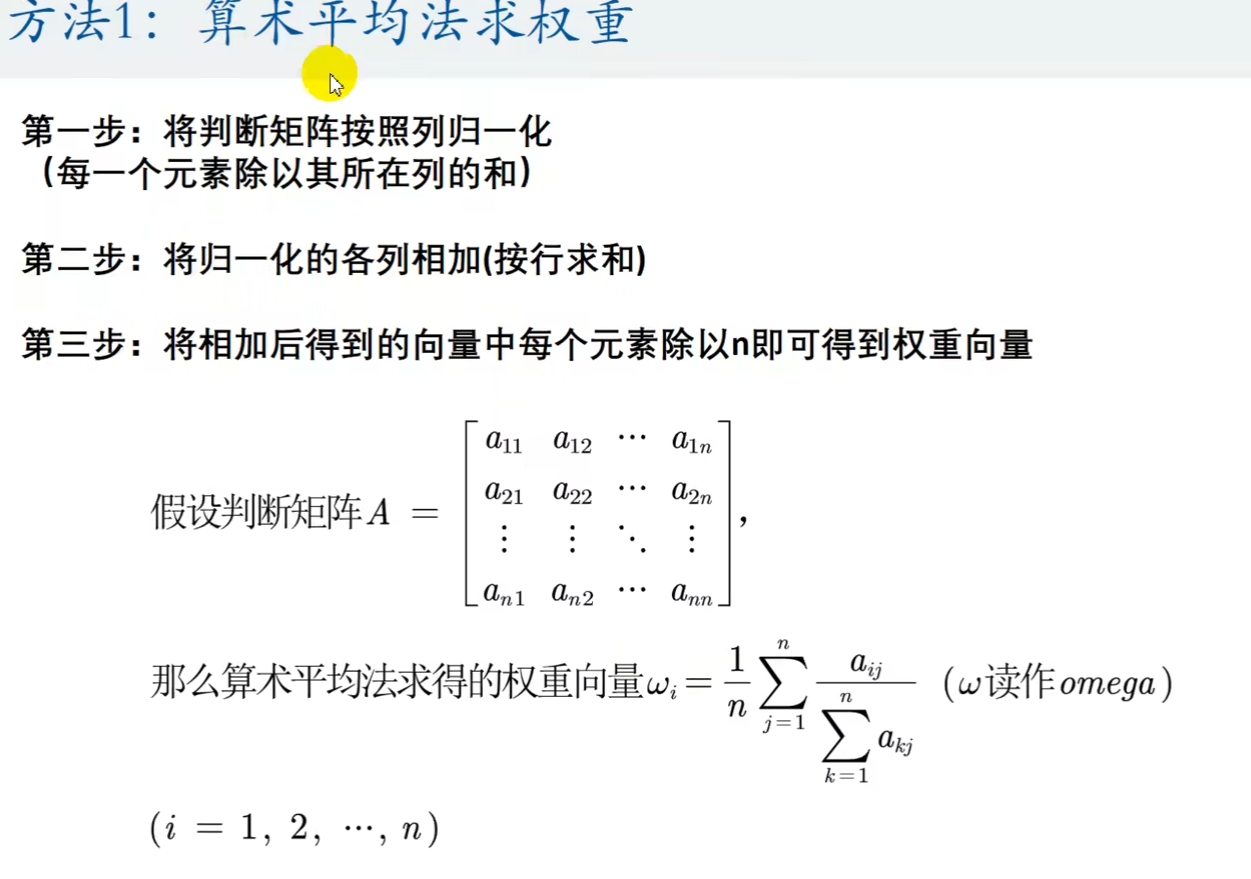 方法1：算术平均法求权重
第一步：将判断矩阵按照列归一化
（每一个元素除以其所在列的和）
第二步：将归一化的各列相加(按行求和)
第三步：将相加后得到的向量中每个元素除以n即可得到权重向量
假设判断矩阵 $A = \begin{bmatrix} a_{11} & a_{12} & \cdots & a_{1n} \\ a_{21} & a_{22} & \cdots & a_{2n} \\ \vdots & \vdots & \ddots & \vdots \\ a_{n1} & a_{n2} & \cdots & a_{nn} \end{bmatrix}$，
那么算术平均法求得的权重向量 $\omega_i = \frac{1}{n} \sum_{j=1}^{n} \frac{a_{ij}}{\sum_{k=1}^{n} a_{kj}}$ （ω读作omega）
(i = 1, 2, ⋯, n)